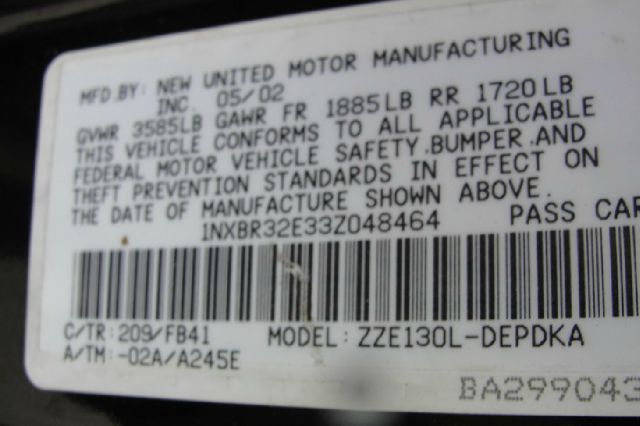 MFD.BY: NEW UNITED MOTOR MANUFACTURING
INC. 05/02
GVWR 3585LB GAWR FR 1885LB RR 1720LB
THIS VEHICLE CONFORMS TO ALL APPLICABLE
FEDERAL MOTOR VEHICLE SAFETY.BUMPER.AND
THEFT PREVENTION STANDARDS IN EFFECT ON
THE DATE OF MANUFACTURE SHOWN ABOVE.
1NXBR32E33Z048464 PASS CAR
C/TR: 209/FB41 MODEL: ZZE130L-DEPDKA
A/TM: -02A/A245E
BA299043